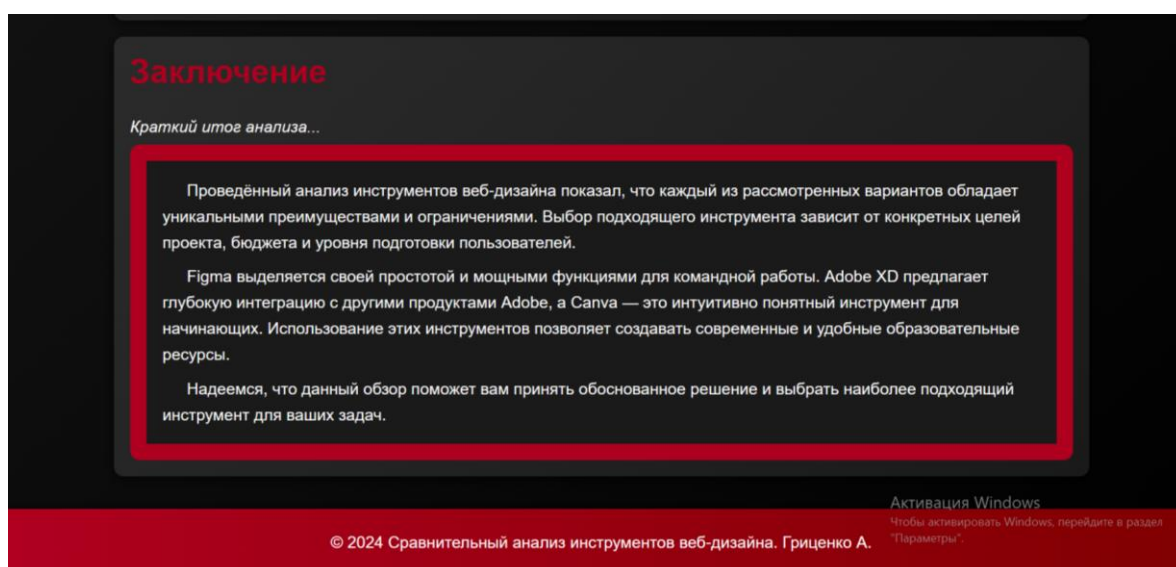 Заключение
Краткий итог анализа...
Проведённый анализ инструментов веб-дизайна показал, что каждый из рассмотренных вариантов обладает
уникальными преимуществами и ограничениями. Выбор подходящего инструмента зависит от конкретных целей
проекта, бюджета и уровня подготовки пользователей.
Figma выделяется своей простотой и мощными функциями для командной работы. Adobe XD предлагает
глубокую интеграцию с другими продуктами Adobe, а Canva — это интуитивно понятный инструмент для
начинающих. Использование этих инструментов позволяет создавать современные и удобные образовательные
ресурсы.
Надеемся, что данный обзор поможет вам принять обоснованное решение и выбрать наиболее подходящий
инструмент для ваших задач.
Активация Windows
Чтобы активировать Windows, перейдите в раздел
"Параметры".
© 2024 Сравнительный анализ инструментов веб-дизайна. Гриценко А.